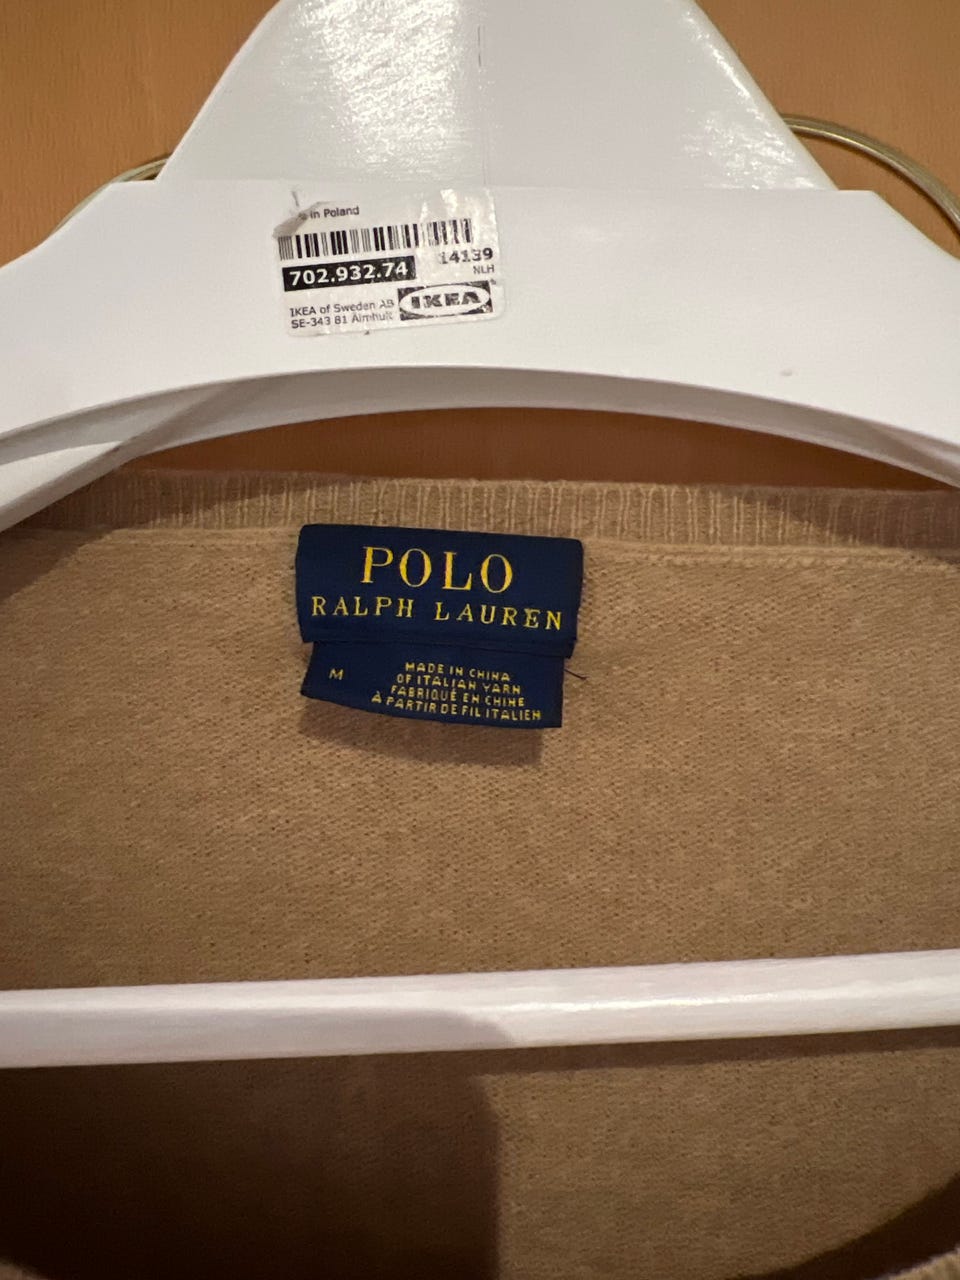 in Poland
702.932.74
14139
NLH
IKEA of Sweden AB
SE-343 81 Älmhult
IKEA
POLO
RALPH LAUREN
M
MADE IN CHINA
OF ITALIAN YARN
FABRIQUÉ EN CHINE
À PARTIR DE FIL ITALIEN